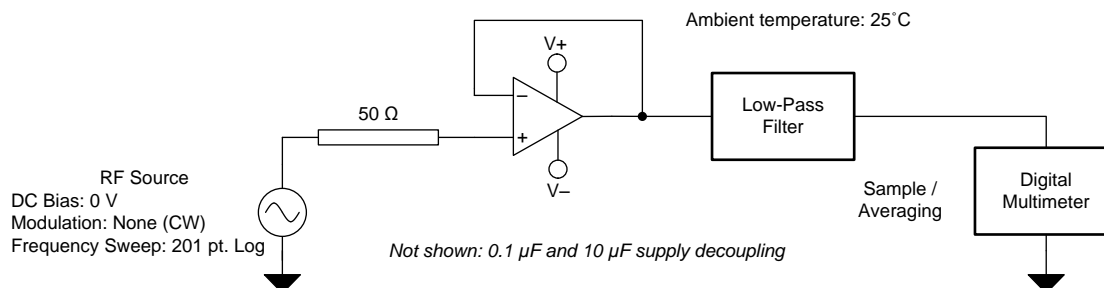 Ambient temperature: 25˚C
V+
−
+
V−
50 Ω
Low-Pass
Filter
RF Source
DC Bias: 0 V
Modulation: None (CW)
Frequency Sweep: 201 pt. Log
Sample /
Averaging
Digital
Multimeter
Not shown: 0.1 µF and 10 µF supply decoupling